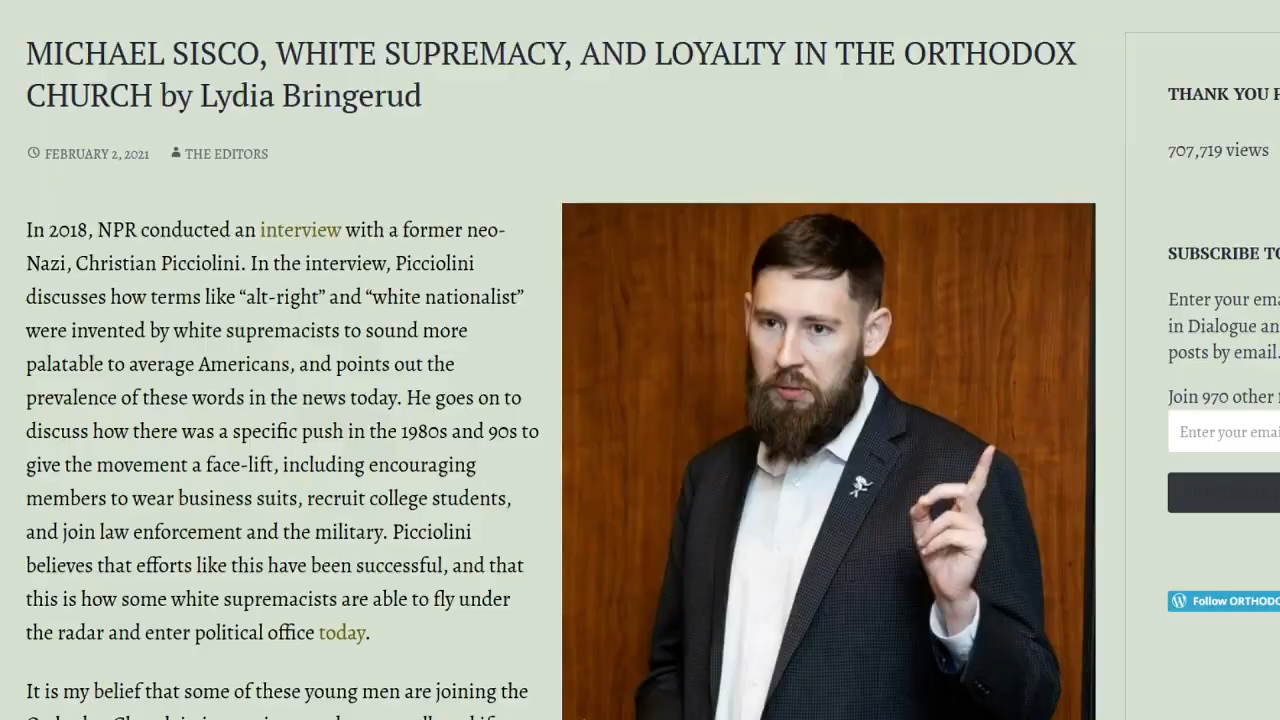 MICHAEL SISCO, WHITE SUPREMACY, AND LOYALTY IN THE ORTHODOX
CHURCH by Lydia Bringerud
FEBRUARY 2, 2021 THE EDITORS
In 2018, NPR conducted an interview with a former neo-
Nazi, Christian Picciolini. In the interview, Picciolini
discusses how terms like “alt-right” and “white nationalist”
were invented by white supremacists to sound more
palatable to average Americans, and points out the
prevalence of these words in the news today. He goes on to
discuss how there was a specific push in the 1980s and 90s to
give the movement a face-lift, including encouraging
members to wear business suits, recruit college students,
and join law enforcement and the military. Picciolini
believes that efforts like this have been successful, and that
this is how some white supremacists are able to fly under
the radar and enter political office today.
It is my belief that some of these young men are joining the
THANK YOU
707,719 views
SUBSCRIBE
Enter your
in Dialogue
posts by email.
Join 970 other
Enter your
Follow